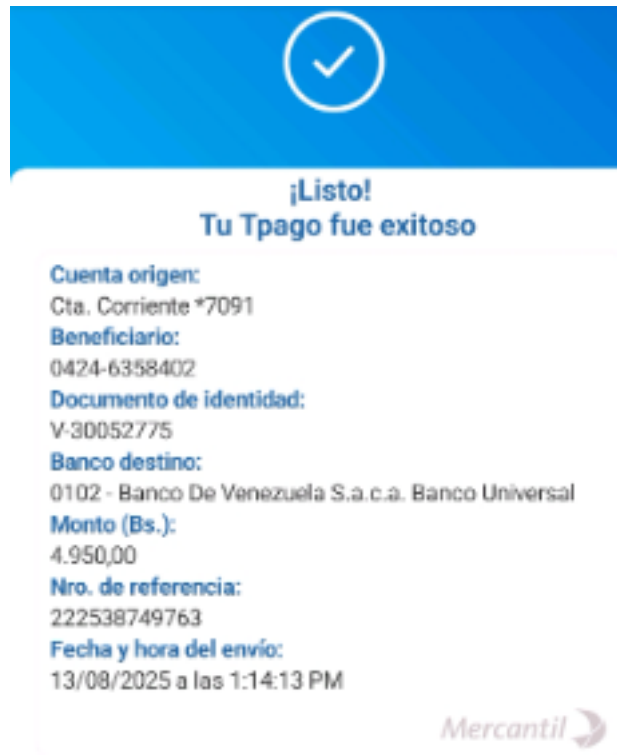 ¡Listo!
Tu Tpago fue exitoso
Cuenta origen:
Cta. Corriente *7091
Beneficiario:
0424-6358402
Documento de identidad:
V-30052775
Banco destino:
0102 - Banco De Venezuela S.a.c.a. Banco Universal
Monto (Bs.):
4.950,00
Nro. de referencia:
222538749763
Fecha y hora del envío:
13/08/2025 a las 1:14:13 PM
Mercantil